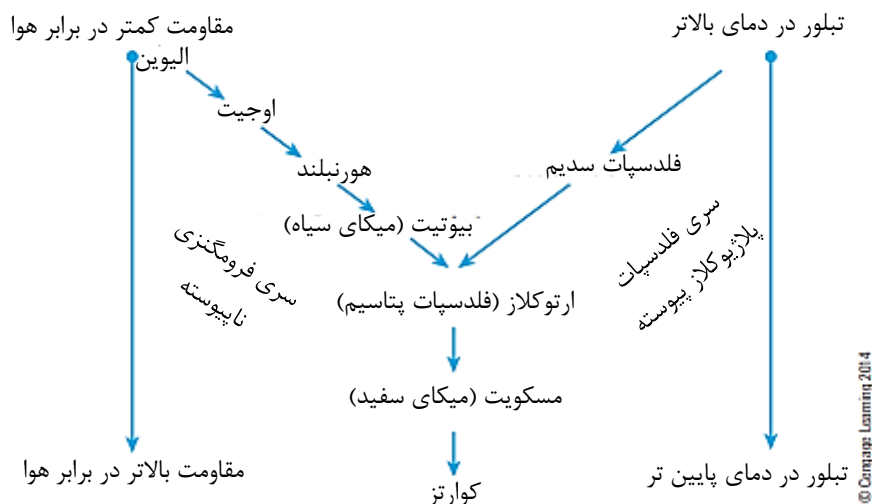 مقاومت کمتر در برابر هوا
تبلور در دمای بالاتر
الیوین
اوجیت
هورنبلند
فلدسپات سدیم
بیوتیت (میکای سیاه)
سری فرومگنزی
ناپیوسته
سری فلدسپات
پلاژیوکلاز پیوسته
ارتوکلاز (فلدسپات پتاسیم)
مسکویت (میکای سفید)
مقاومت بالاتر در برابر هوا
تبلور در دمای پایین تر
کوارتز
© Cengage Learning 2014